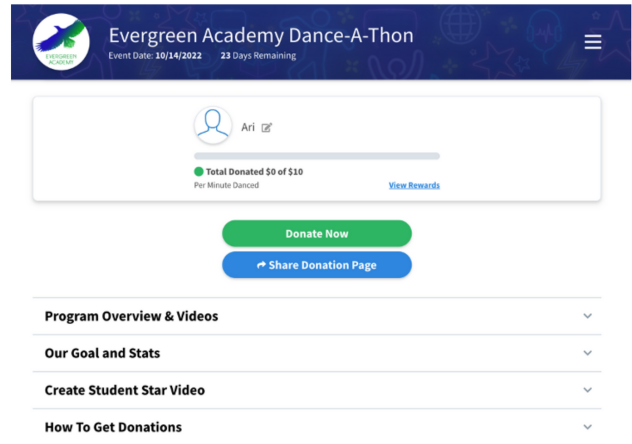 Evergreen Academy Dance-A-Thon
Event Date: 10/14/2022 23 Days Remaining
EVERGREEN
ACADEMY
Ari
Total Donated $0 of $10
Per Minute Danced View Rewards
Donate Now
Share Donation Page
Program Overview & Videos
Our Goal and Stats
Create Student Star Video
How To Get Donations